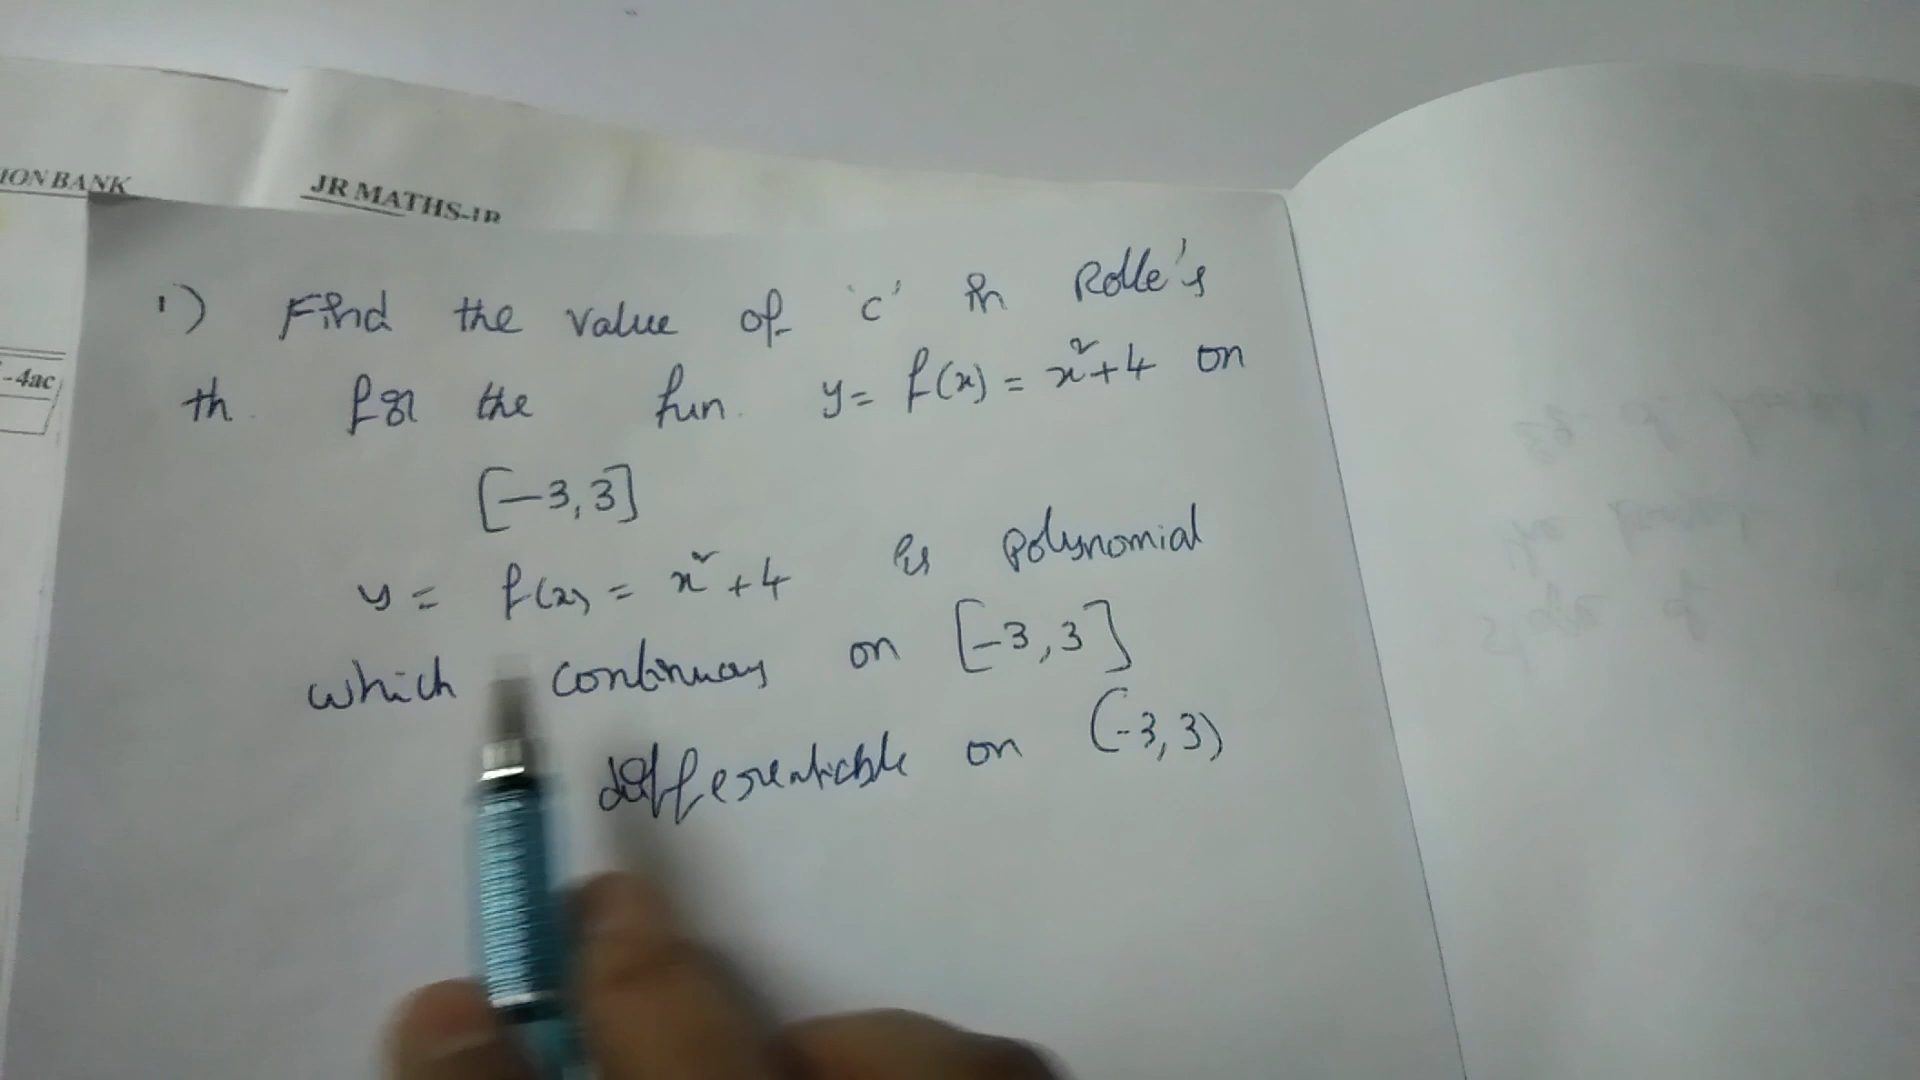 ION BANK
JR MATHS-IB
-4ac
1) Find the value of 'c' in Rolle's
th. for the fun. y = f(x) = x²+4 on
[-3,3]
y = f(x) = x²+4 is polynomial
which continuous on [-3,3]
differentiable on (-3,3)